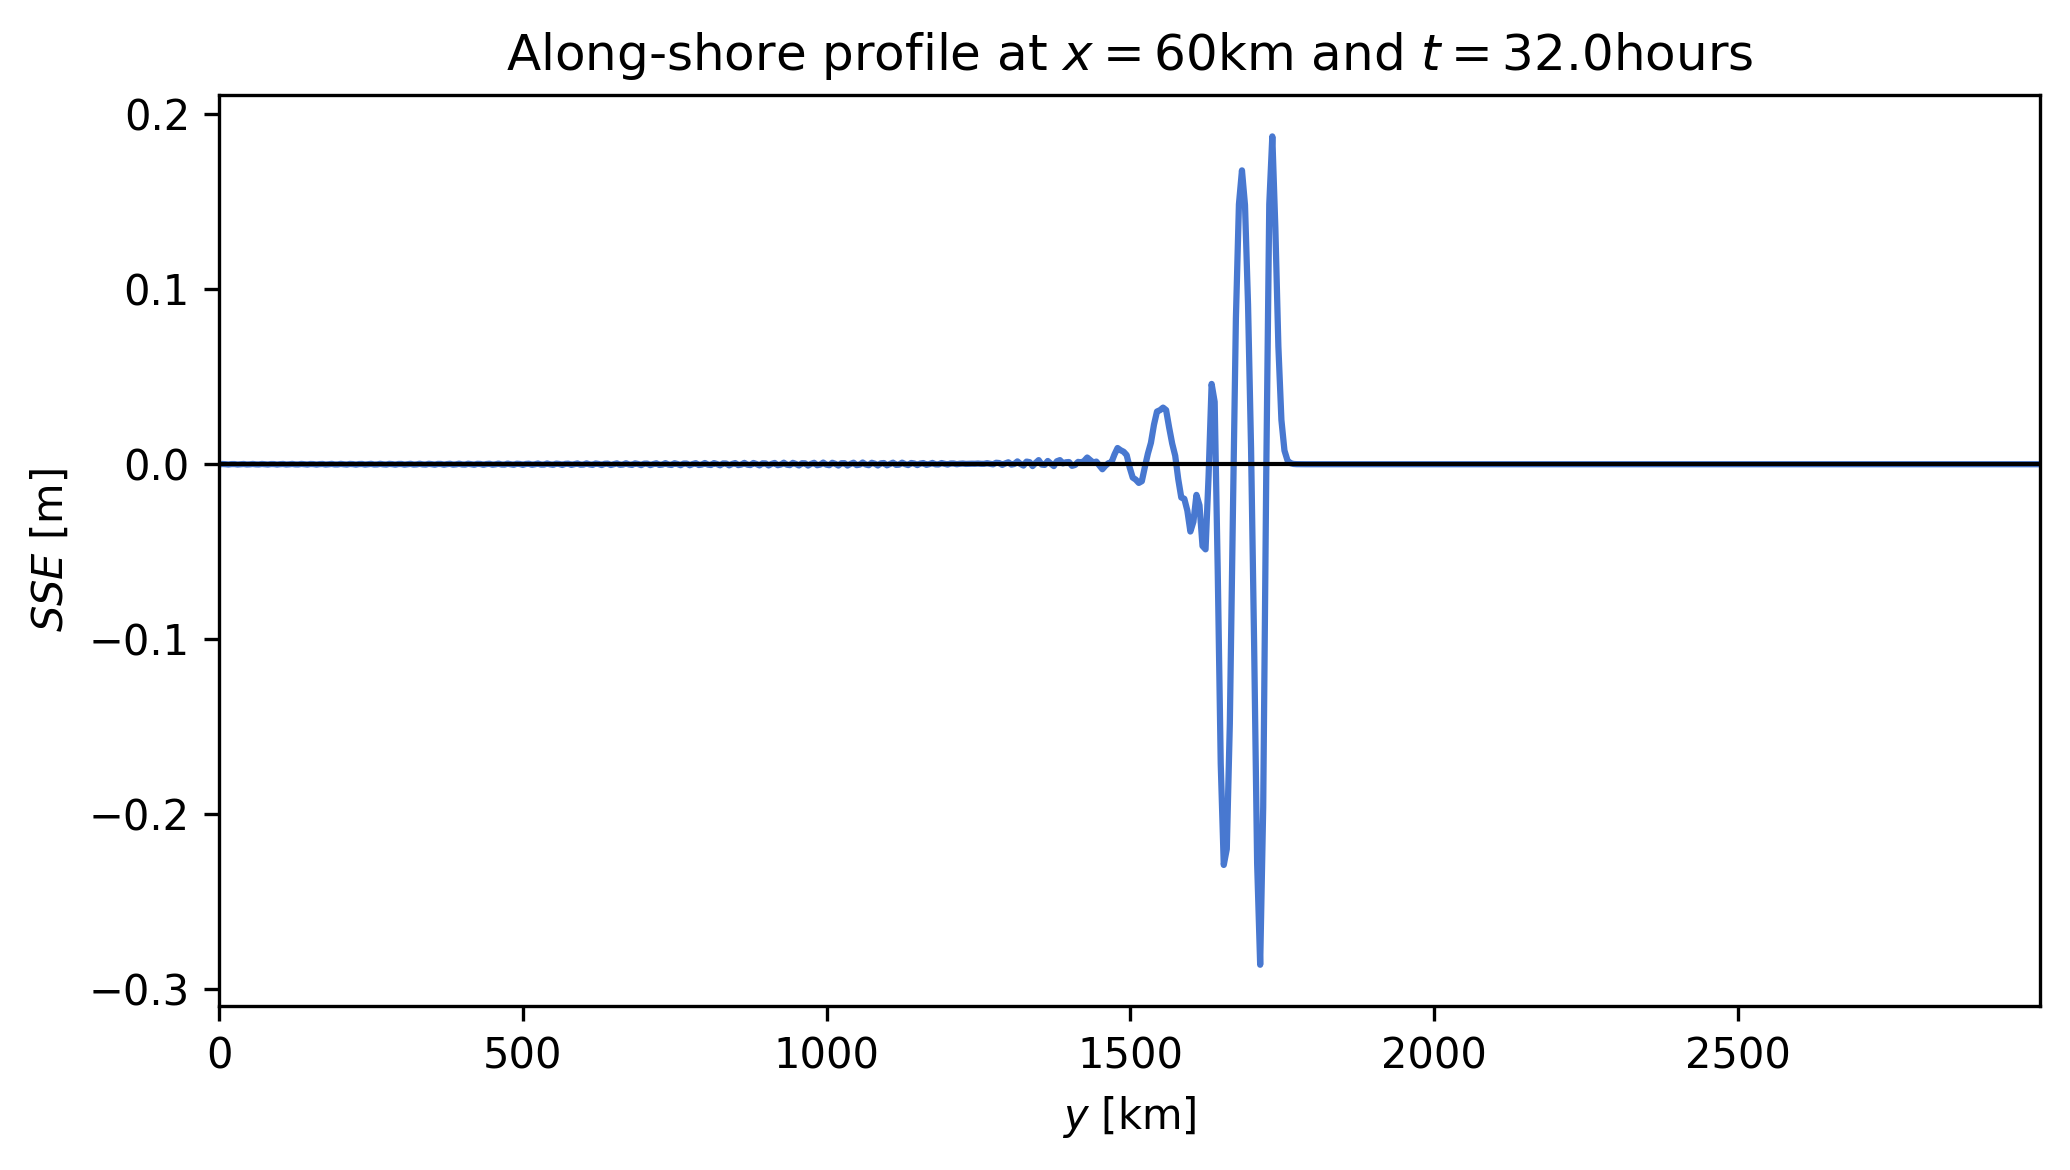 Along-shore profile at x = 60km and t = 32.0hours
0.2
0.1
0.0
−0.1
−0.2
−0.3
SSE [m]
0 500 1000 1500 2000 2500
y [km]